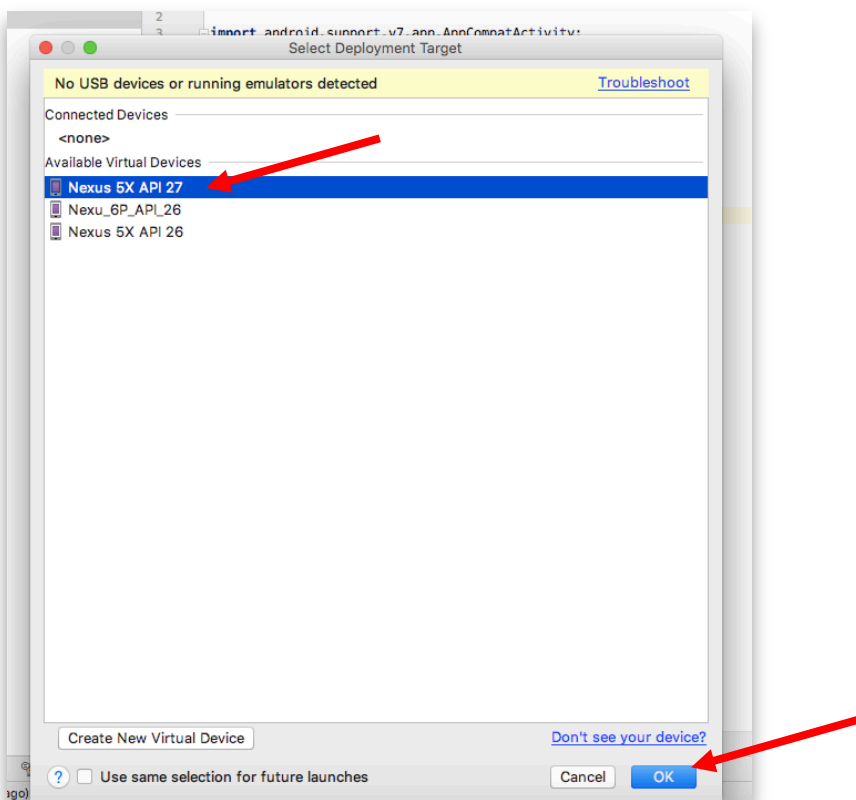 2
3 import android.support.v7.app.AppCompatActivity;
Select Deployment Target
No USB devices or running emulators detected Troubleshoot
Connected Devices
<none>
Available Virtual Devices
Nexus 5X API 27
Nexu_6P_API_26
Nexus 5X API 26
Create New Virtual Device Don't see your device?
? Use same selection for future launches Cancel OK
ago)